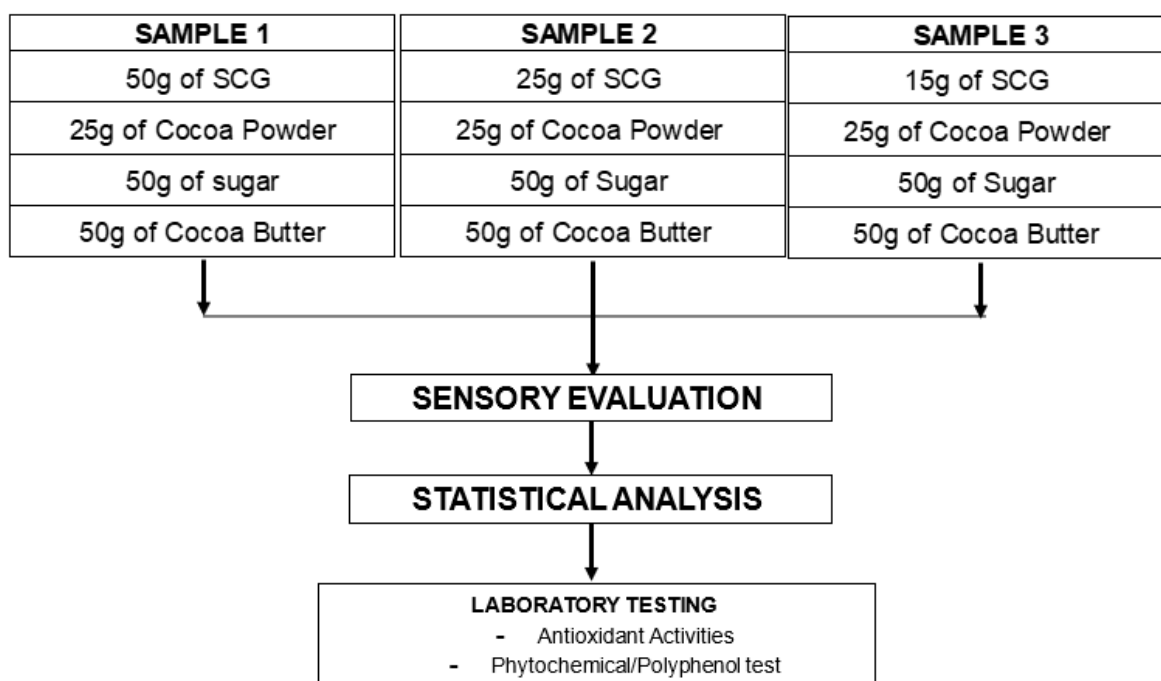 SAMPLE 1
50g of SCG
25g of Cocoa Powder
50g of sugar
50g of Cocoa Butter
SAMPLE 2
25g of SCG
25g of Cocoa Powder
50g of Sugar
50g of Cocoa Butter
SAMPLE 3
15g of SCG
25g of Cocoa Powder
50g of Sugar
50g of Cocoa Butter
SENSORY EVALUATION
STATISTICAL ANALYSIS
LABORATORY TESTING
- Antioxidant Activities
- Phytochemical/Polyphenol test